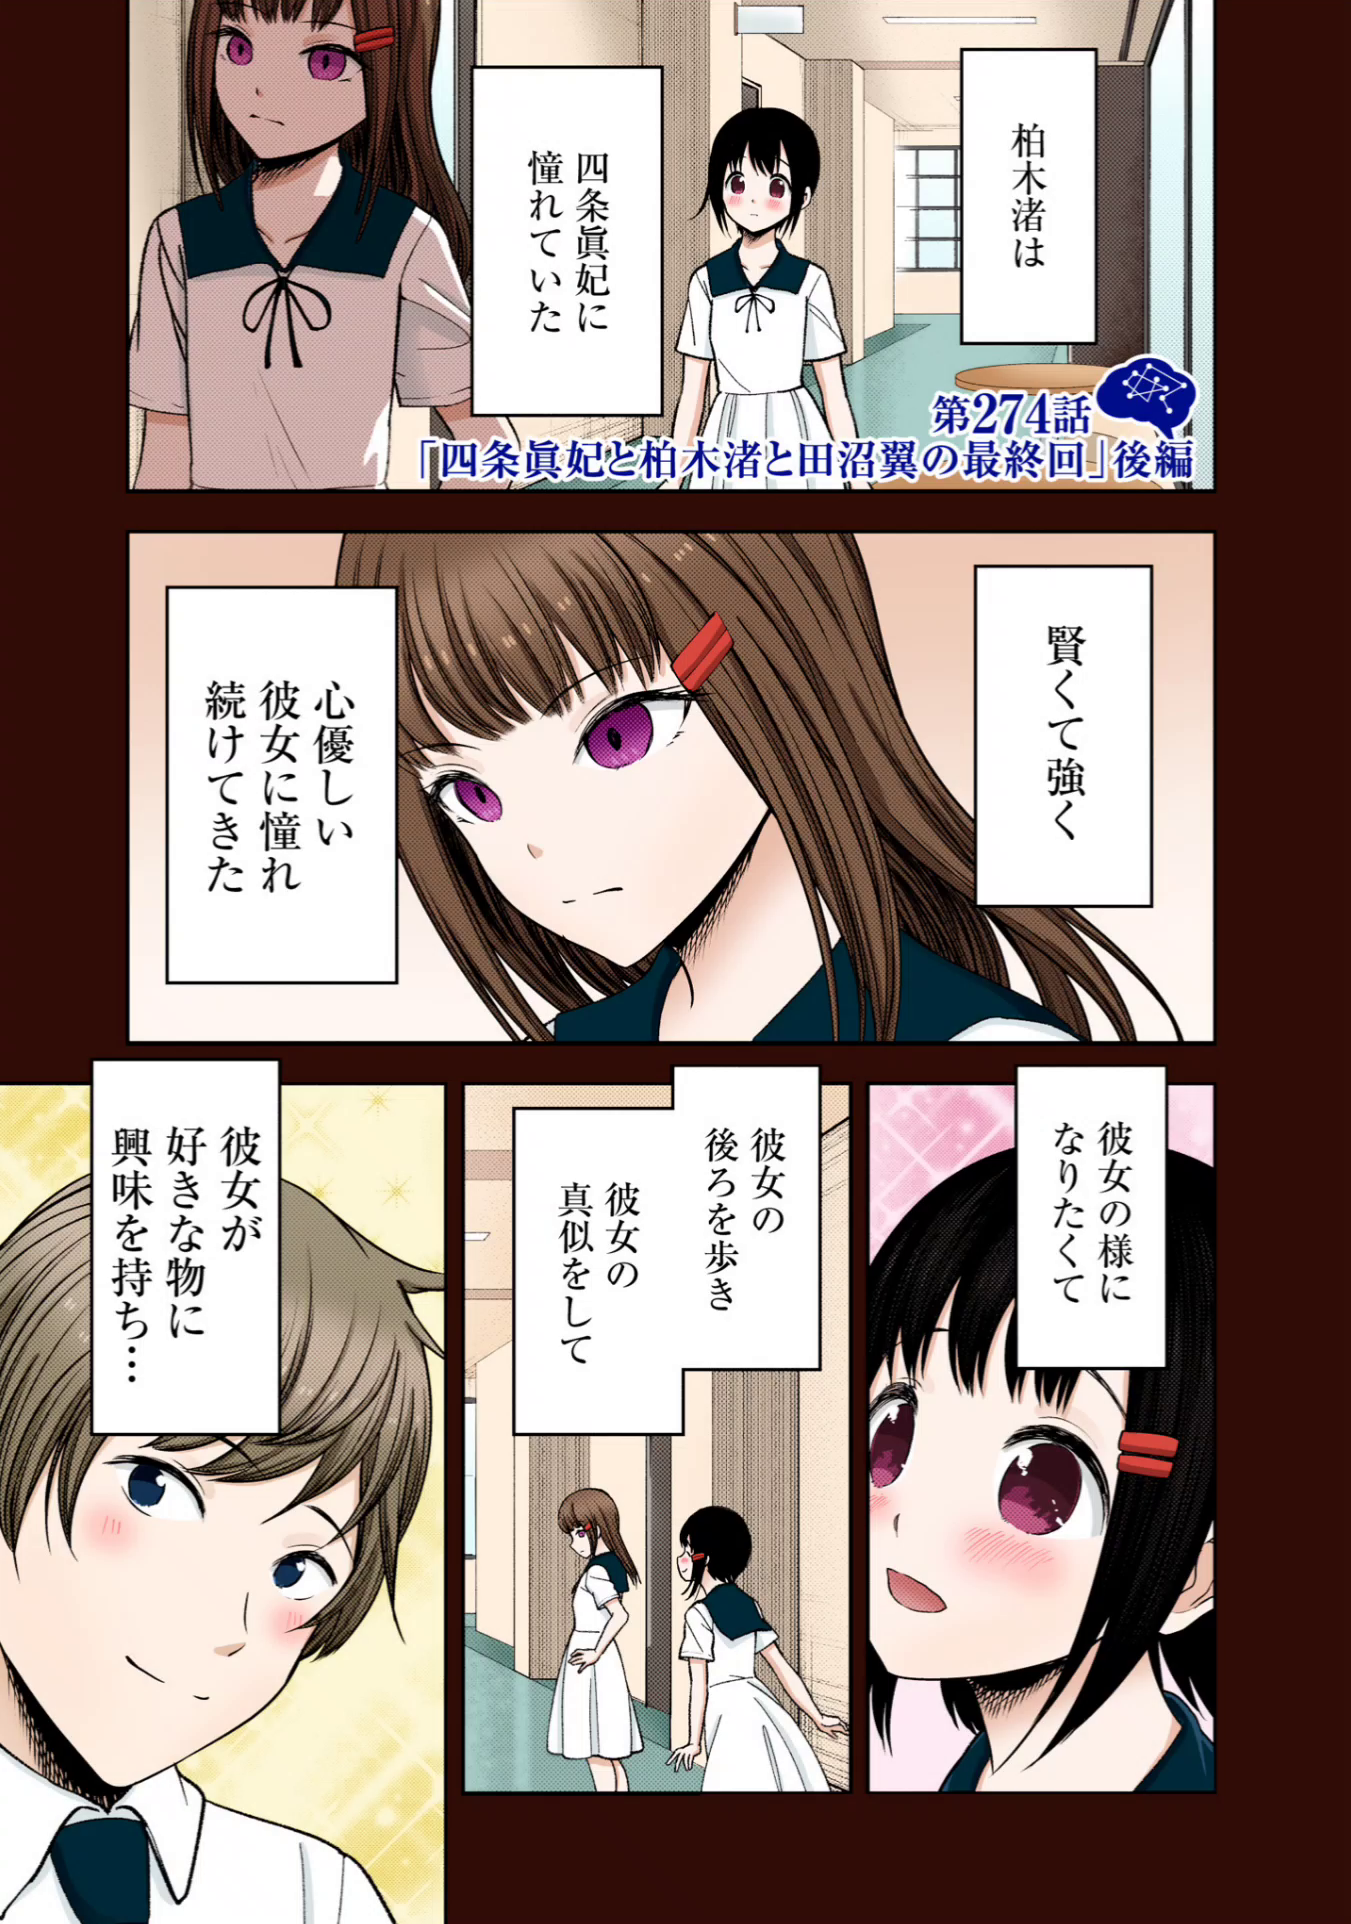 柏木渚は
四条眞妃に
憧れていた
第274話
「四条眞妃と柏木渚と田沼翼の最終回」後編
賢くて強く
心優しい
彼女に憧れ
続けてきた
彼女の様に
なりたくて
彼女の
後ろを歩き
彼女の
真似をして
彼女が
好きな物に
興味を持ち…